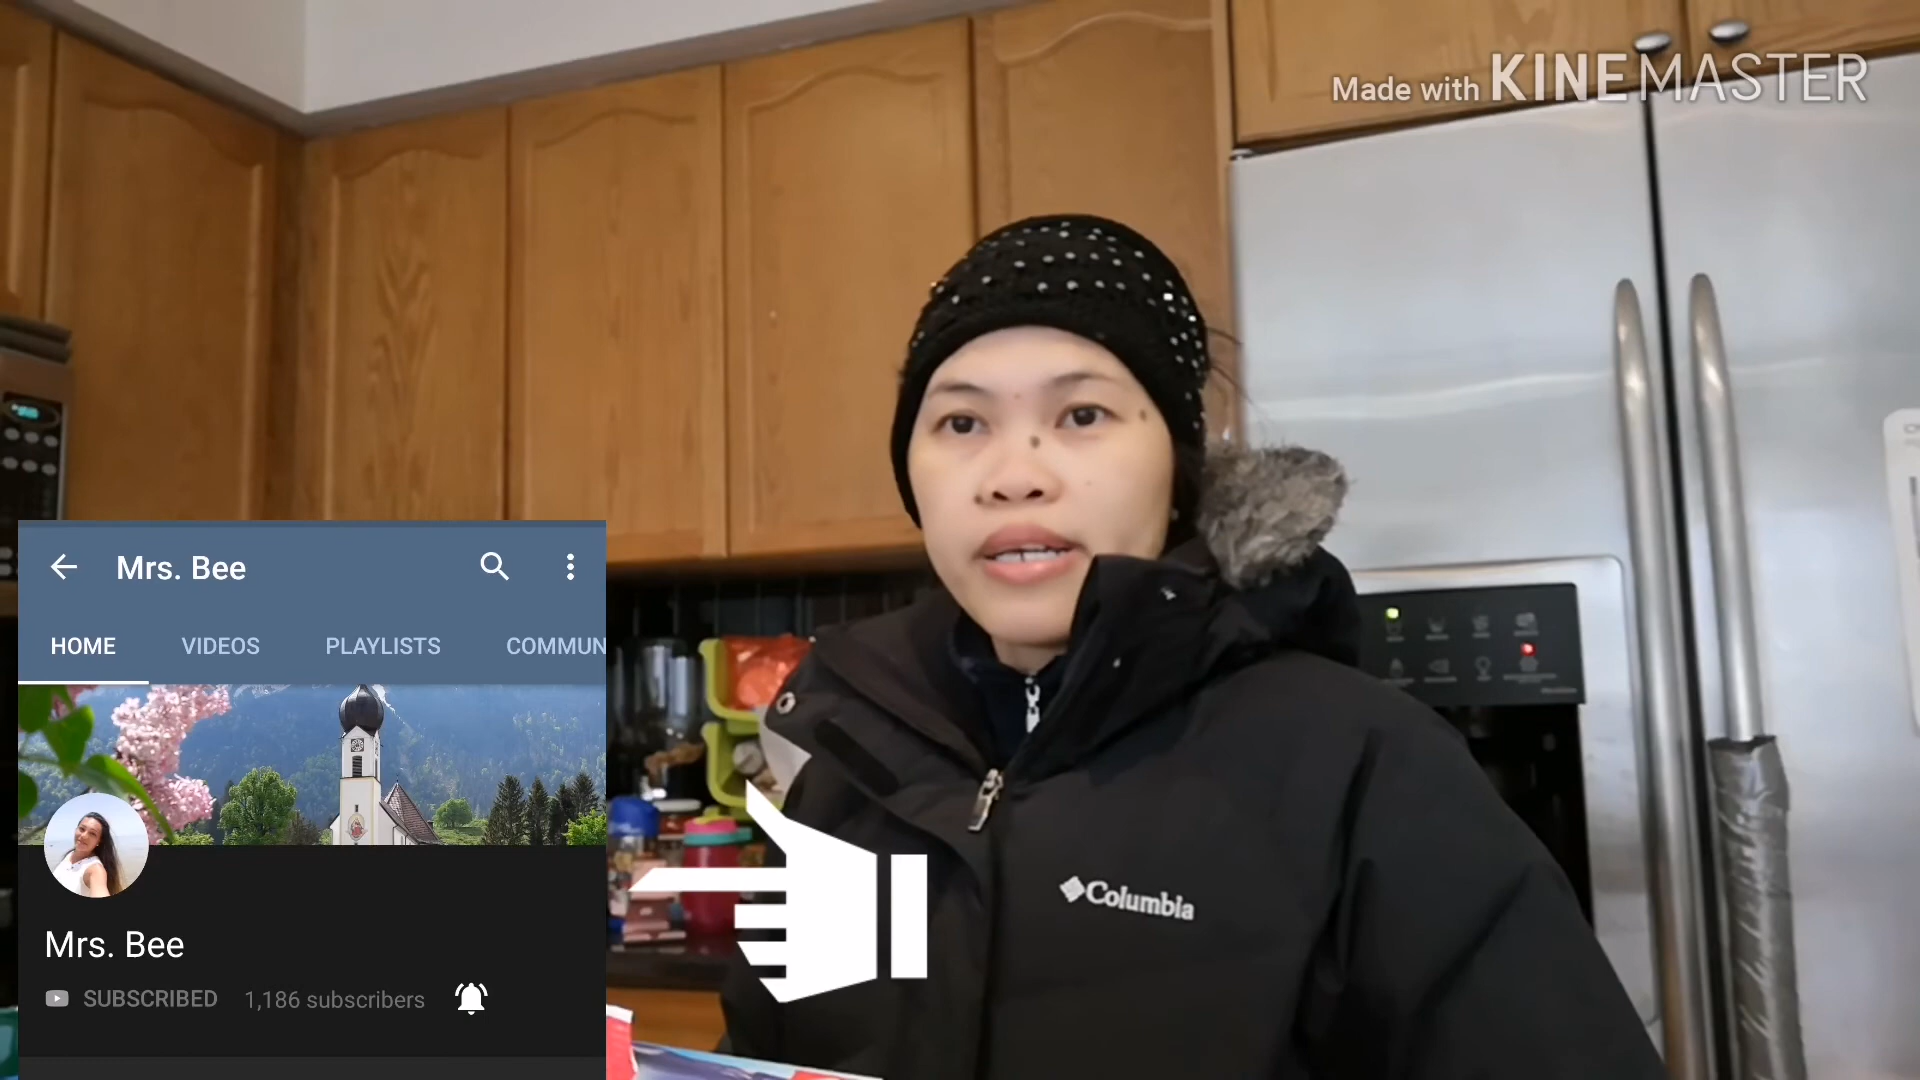 Made with KINEMASTER
Mrs. Bee
HOME VIDEOS PLAYLISTS COMMUN
Mrs. Bee
SUBSCRIBED 1,186 subscribers
Columbia